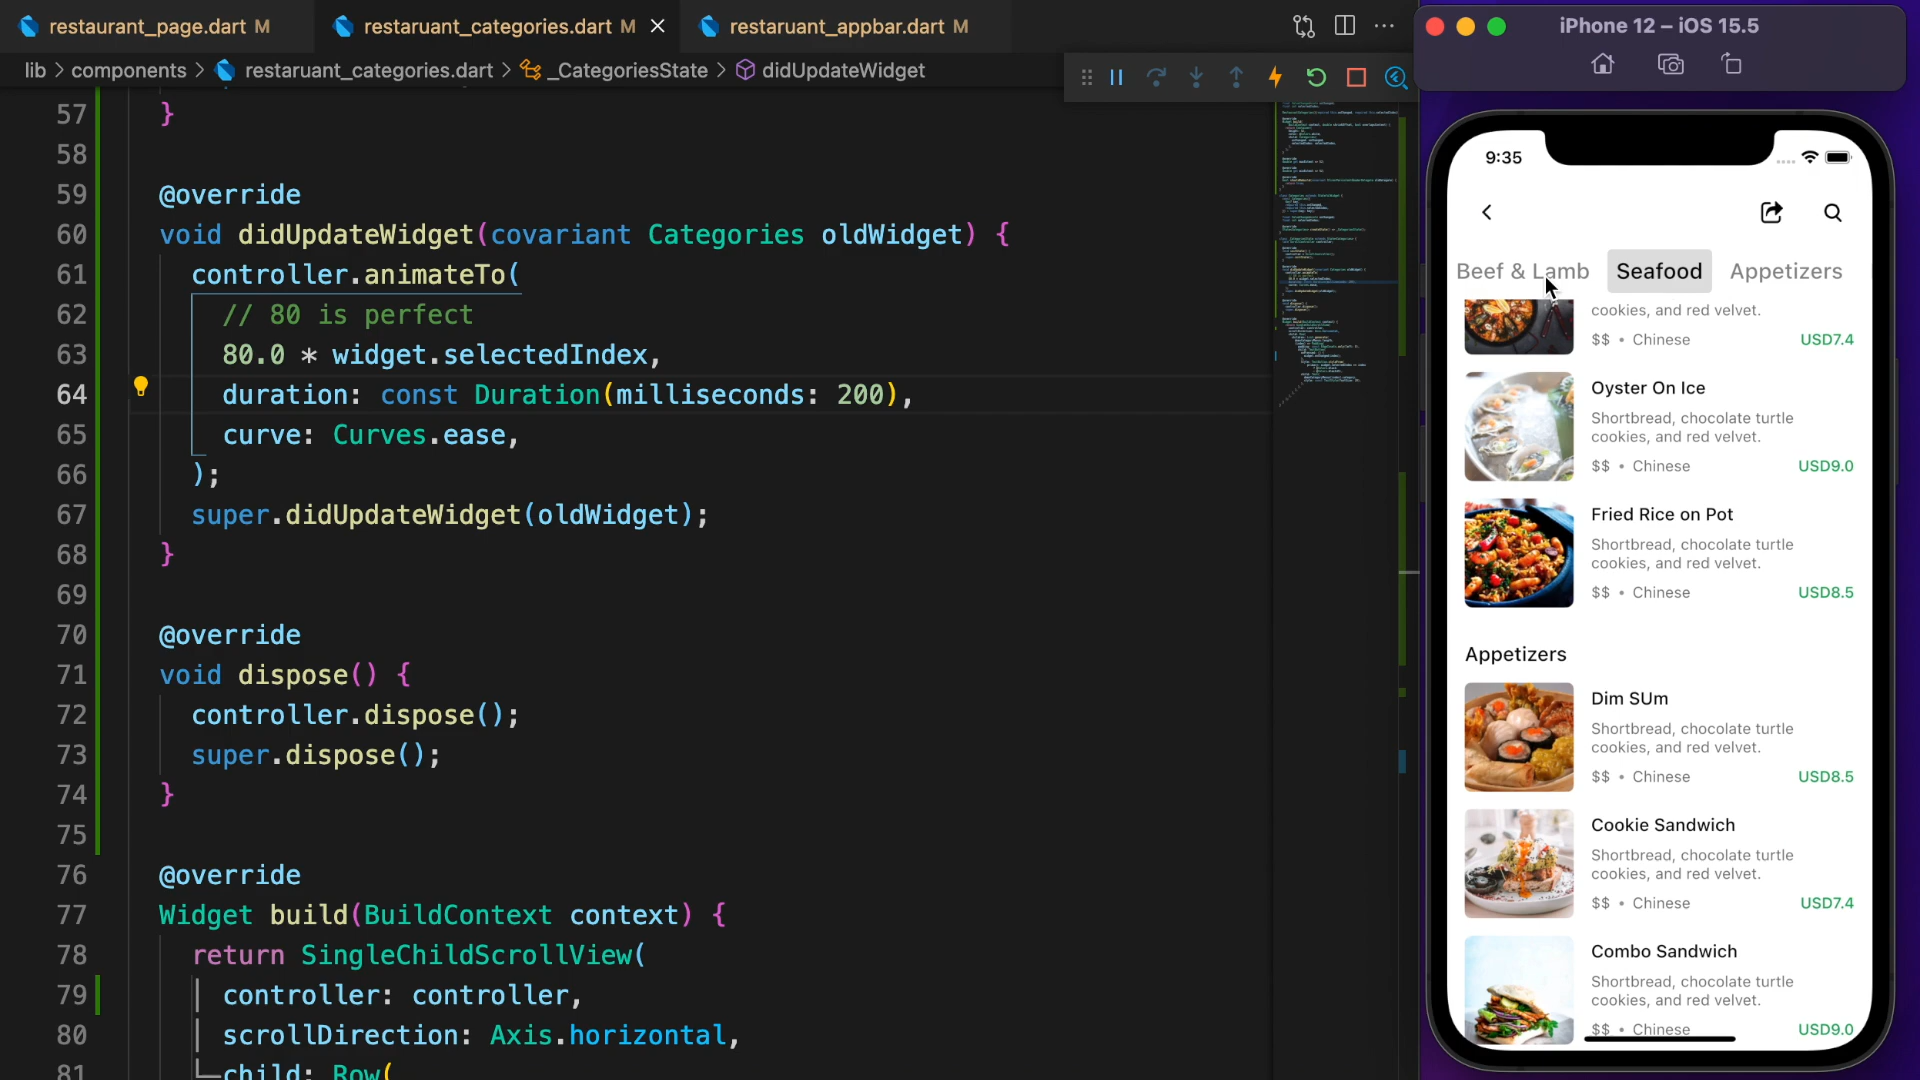 restaurant_page.dart M
restaruant_categories.dart M
restaruant_appbar.dart M
lib > components > restaruant_categories.dart > _CategoriesState > didUpdateWidget
57 }
58
59 @override
60 void didUpdateWidget(covariant Categories oldWidget) {
61 controller.animateTo(
62 // 80 is perfect
63 80.0 * widget.selectedIndex,
64 duration: const Duration(milliseconds: 200),
65 curve: Curves.ease,
66 );
67 super.didUpdateWidget(oldWidget);
68 }
69
70 @override
71 void dispose() {
72 controller.dispose();
73 super.dispose();
74 }
75
76 @override
77 Widget build(BuildContext context) {
78 return SingleChildScrollView(
79 controller: controller,
80 scrollDirection: Axis.horizontal,
81 child: Row(
iPhone 12 – iOS 15.5
9:35
Beef & Lamb Seafood Appetizers
cookies, and red velvet.
$$ • Chinese USD7.4
Oyster On Ice
Shortbread, chocolate turtle
cookies, and red velvet.
$$ • Chinese USD9.0
Fried Rice on Pot
Shortbread, chocolate turtle
cookies, and red velvet.
$$ • Chinese USD8.5
Appetizers
Dim SUm
Shortbread, chocolate turtle
cookies, and red velvet.
$$ • Chinese USD8.5
Cookie Sandwich
Shortbread, chocolate turtle
cookies, and red velvet.
$$ • Chinese USD7.4
Combo Sandwich
Shortbread, chocolate turtle
cookies, and red velvet.
$$ • Chinese USD9.0